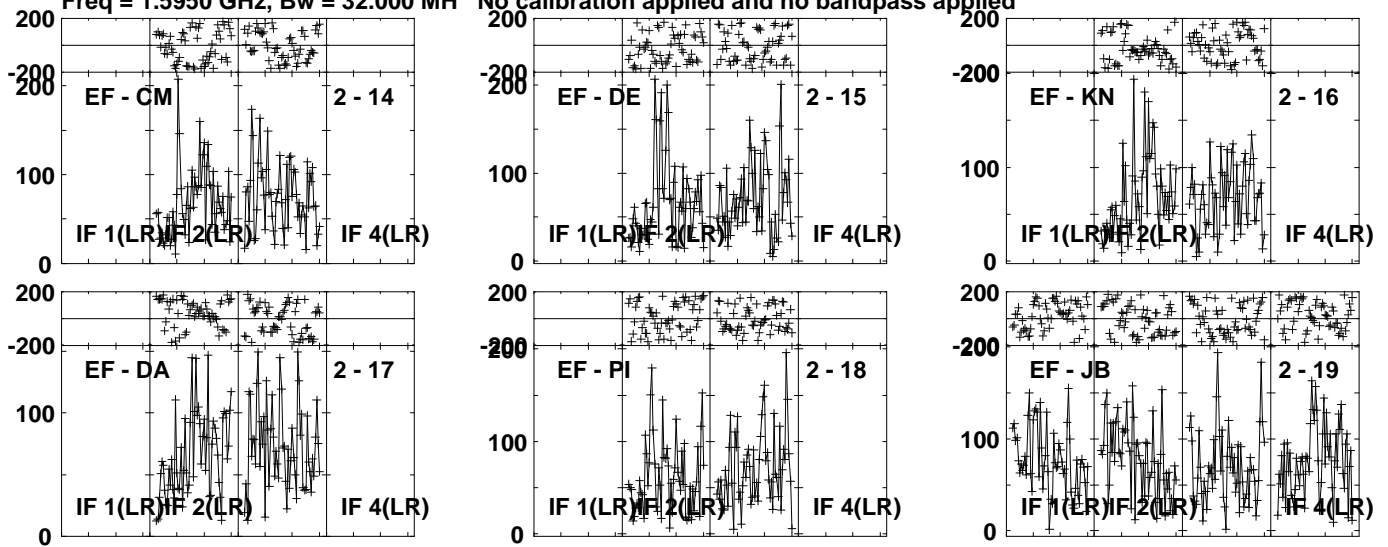 Freq = 1.5950 GHz, Bw = 32.000 MH No calibration applied and no bandpass applied
200
-200
200
100
0
EF - CM
2 - 14
IF 1(LR) IF 2(LR) IF 4(LR)
200
-200
200
100
0
EF - DE
2 - 15
IF 1(LR) IF 2(LR) IF 4(LR)
200
-200
200
100
0
EF - KN
2 - 16
IF 1(LR) IF 2(LR) IF 4(LR)
200
-200
100
0
EF - DA
2 - 17
IF 1(LR) IF 2(LR) IF 4(LR)
200
-200
200
100
0
EF - PI
2 - 18
IF 1(LR) IF 2(LR) IF 4(LR)
200
-200
200
100
0
EF - JB
2 - 19
IF 1(LR) IF 2(LR) IF 4(LR)